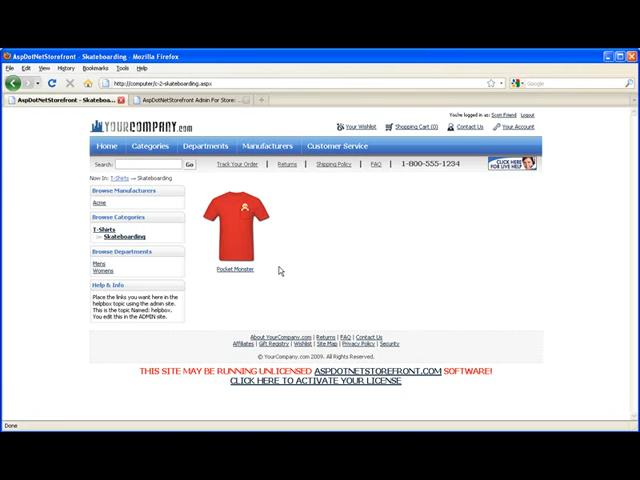 AspDotNetStorefront - Skateboarding - Mozilla Firefox
File Edit View History Bookmarks Tools Help
http://computer/c-2-skateboarding.aspx
Google
AspDotNetStorefront - Skateboa...
AspDotNetStorefront Admin For Store: ...
You're logged in as: Scott Friend Logout
YOURCOMPANY.com
Your Wishlist Shopping Cart (0) Contact Us Your Account
Home Categories Departments Manufacturers Customer Service
Search: Go Track Your Order | Returns | Shipping Policy | FAQ | 1-800-555-1234 CLICK HERE FOR LIVE HELP
Now In: T-Shirts → Skateboarding
Browse Manufacturers
Acme
Browse Categories
T-Shirts
Skateboarding
Browse Departments
Mens
Womens
Help & Info
Place the links you want here in the
helpbox topic using the admin site.
This is the topic Named: helpbox.
You edit this in the ADMIN site.
Pocket Monster
About YourCompany.com | Returns | FAQ | Contact Us
Affiliates | Gift Registry | Wishlist | Site Map | Privacy Policy | Security
© YourCompany.com 2009. All Rights Reserved.
THIS SITE MAY BE RUNNING UNLICENSED ASPDOTNETSTOREFRONT.COM SOFTWARE!
CLICK HERE TO ACTIVATE YOUR LICENSE
Done